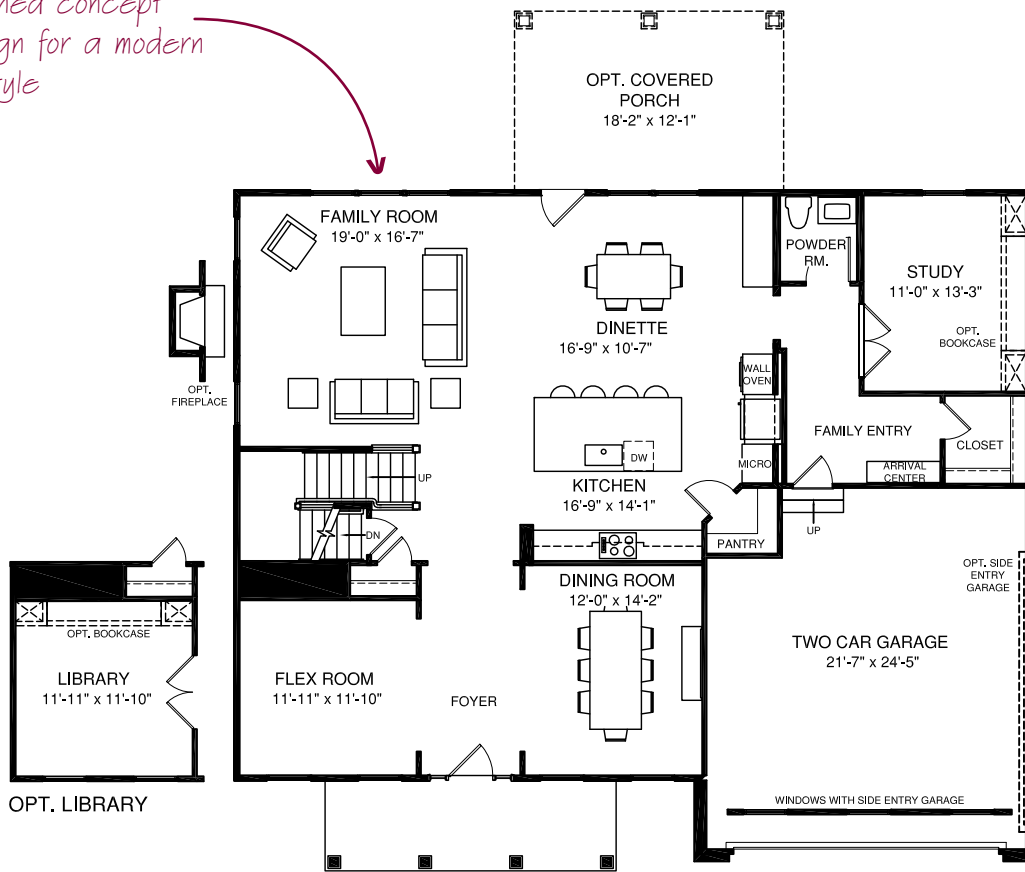 concept
for a modern
OPT. COVERED
PORCH
18'-2" x 12'-1"
FAMILY ROOM
19'-0" x 16'-7"
POWDER
RM.
STUDY
11'-0" x 13'-3"
OPT.
BOOKCASE
DINETTE
16'-9" x 10'-7"
OPT.
FIREPLACE
WALL
OVEN
FAMILY ENTRY
CLOSET
ARRIVAL
CENTER
DW
MICRO
UP
KITCHEN
16'-9" x 14'-1"
DN
PANTRY
UP
OPT. SIDE
ENTRY
GARAGE
DINING ROOM
12'-0" x 14'-2"
OPT. BOOKCASE
LIBRARY
11'-11" x 11'-10"
FLEX ROOM
11'-11" x 11'-10"
FOYER
TWO CAR GARAGE
21'-7" x 24'-5"
OPT. LIBRARY
WINDOWS WITH SIDE ENTRY GARAGE